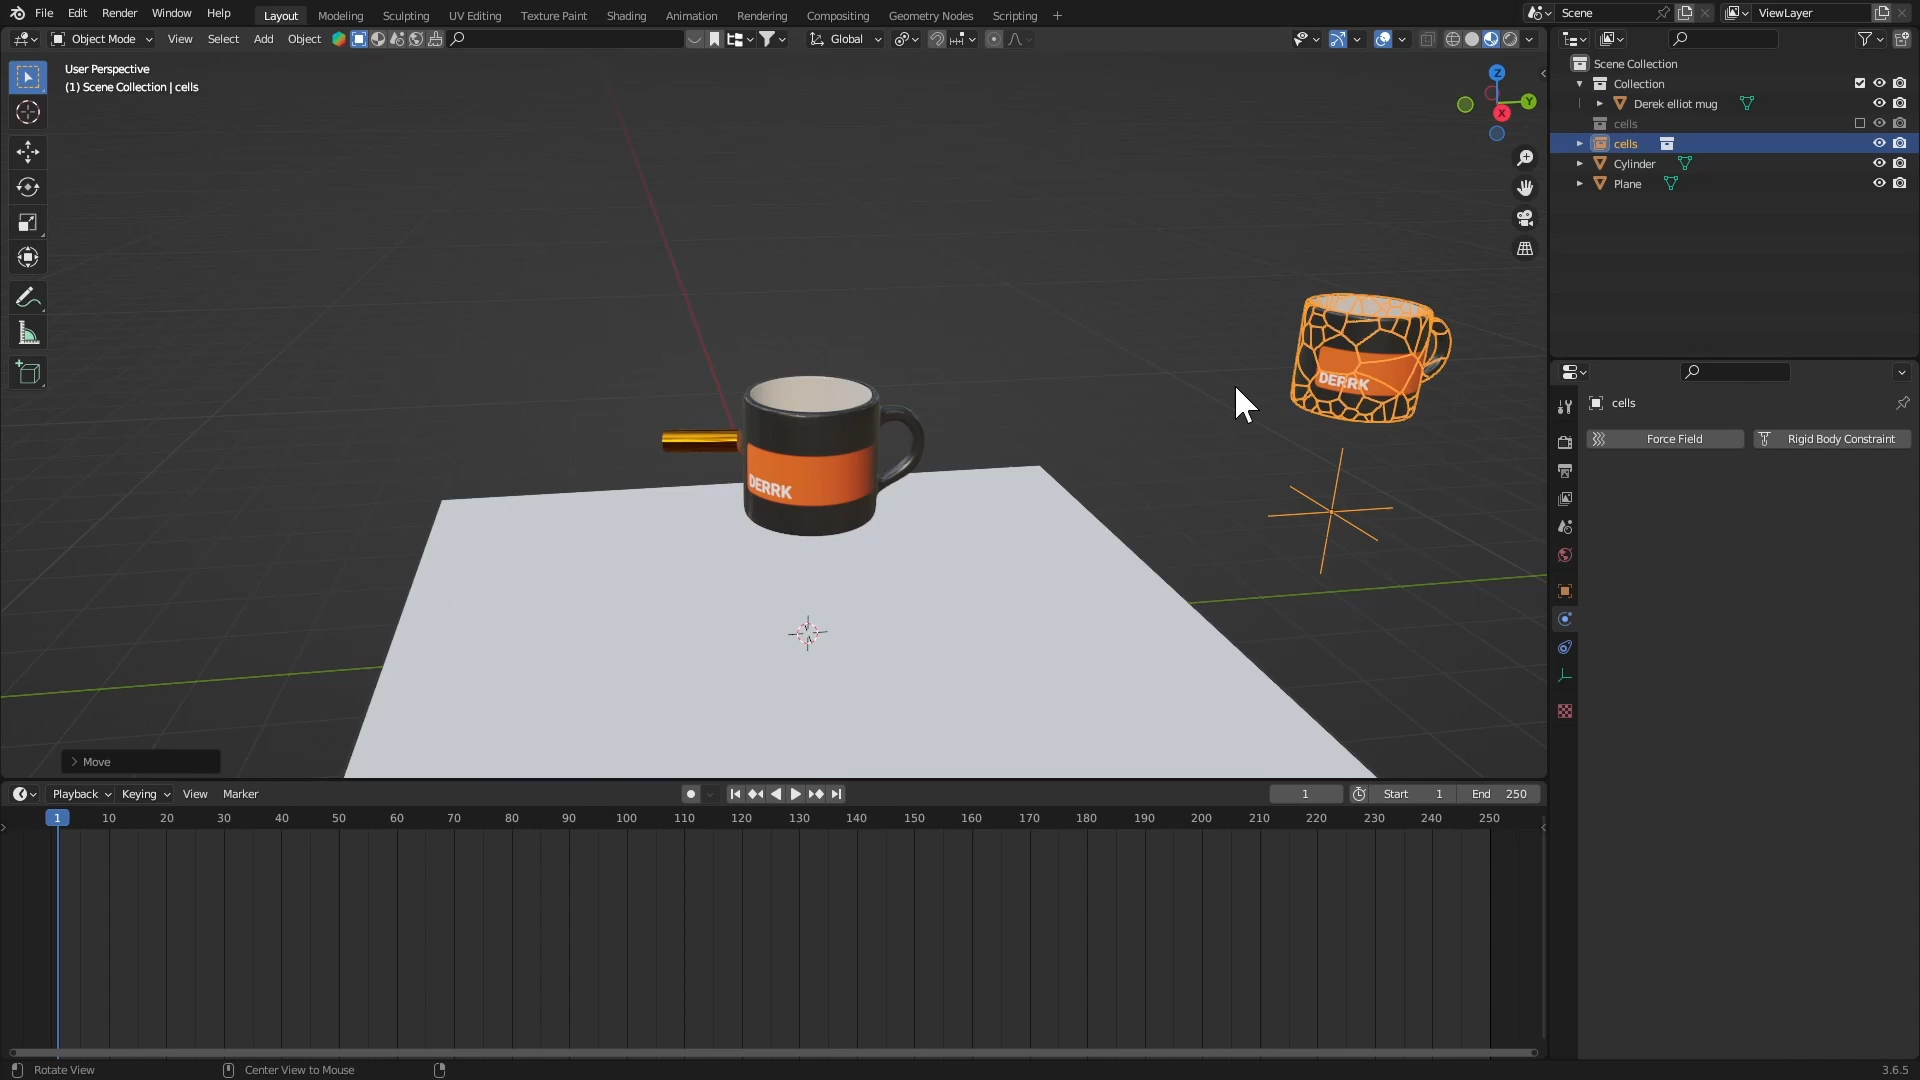 File Edit Render Window Help Layout Modeling Sculpting UV Editing Texture Paint Shading Animation Rendering Compositing Geometry Nodes Scripting + Scene ViewLayer
Object Mode View Select Add Object Global
User Perspective
(1) Scene Collection | cells
Z
Y
X
Scene Collection
Collection
Derek elliot mug
cells
cells
Cylinder
Plane
DERRK
DERRK
cells
Force Field Rigid Body Constraint
Move
Playback Keying View Marker 1 Start 1 End 250
1 10 20 30 40 50 60 70 80 90 100 110 120 130 140 150 160 170 180 190 200 210 220 230 240 250
Rotate View Center View to Mouse 3.6.5